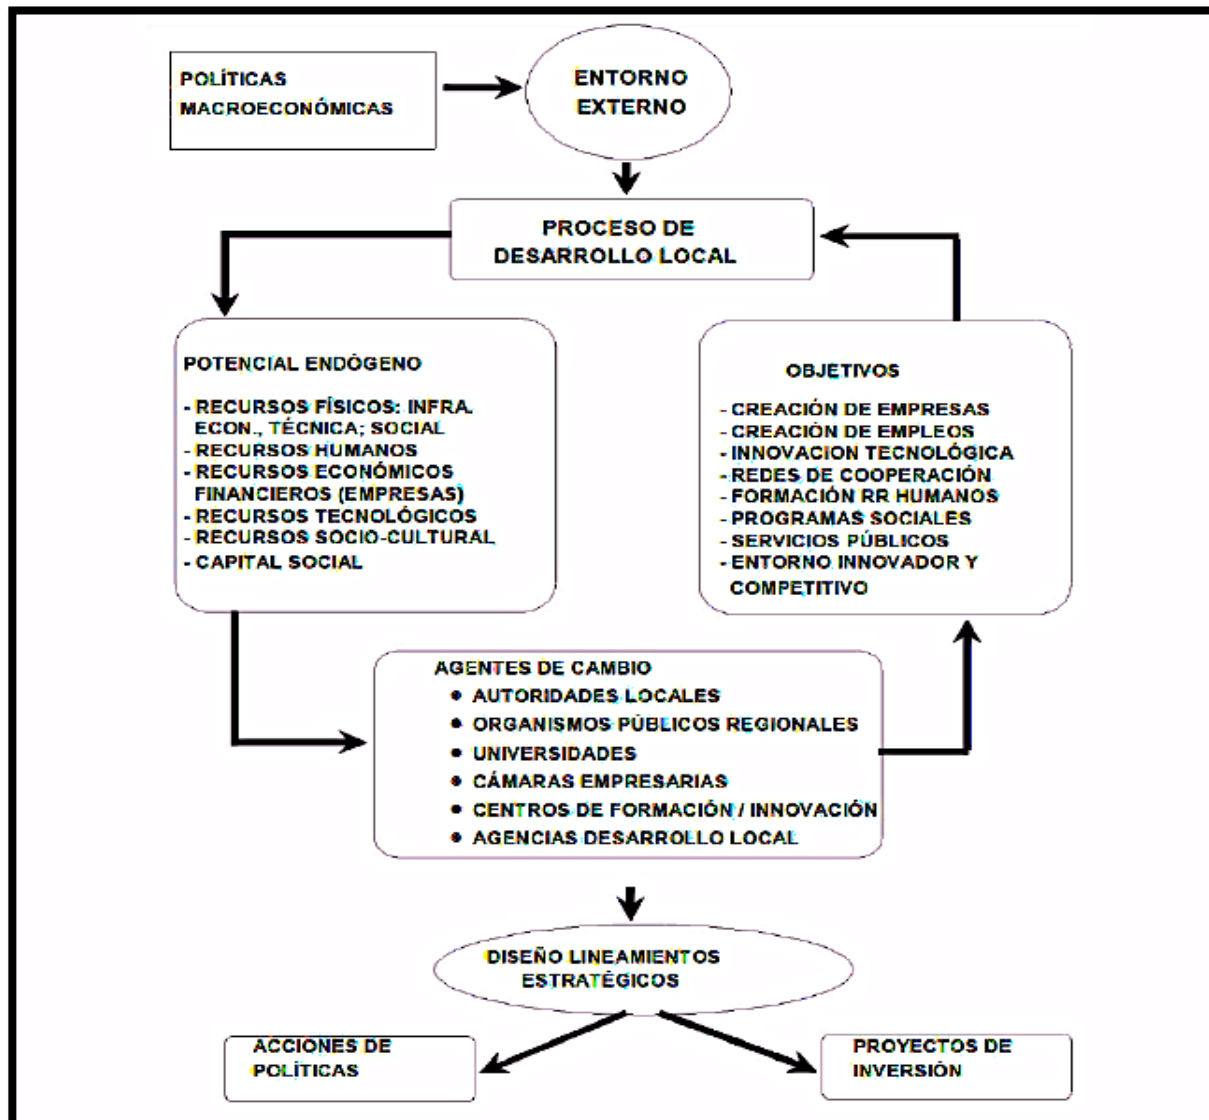 POLÍTICAS
MACROECONÓMICAS
ENTORNO
EXTERNO
PROCESO DE
DESARROLLO LOCAL
POTENCIAL ENDÓGENO
- RECURSOS FÍSICOS: INFRA.
ECON., TÉCNICA; SOCIAL
- RECURSOS HUMANOS
- RECURSOS ECONÓMICOS
FINANCIEROS (EMPRESAS)
- RECURSOS TECNOLÓGICOS
- RECURSOS SOCIO-CULTURAL
- CAPITAL SOCIAL
OBJETIVOS
- CREACIÓN DE EMPRESAS
- CREACIÓN DE EMPLEOS
- INNOVACION TECNOLÓGICA
- REDES DE COOPERACIÓN
- FORMACIÓN RR HUMANOS
- PROGRAMAS SOCIALES
- SERVICIOS PÚBLICOS
- ENTORNO INNOVADOR Y
COMPETITIVO
AGENTES DE CAMBIO
● AUTORIDADES LOCALES
● ORGANISMOS PÚBLICOS REGIONALES
● UNIVERSIDADES
● CÁMARAS EMPRESARIAS
● CENTROS DE FORMACIÓN / INNOVACIÓN
● AGENCIAS DESARROLLO LOCAL
DISEÑO LINEAMIENTOS
ESTRATÉGICOS
ACCIONES DE
POLÍTICAS
PROYECTOS DE
INVERSIÓN